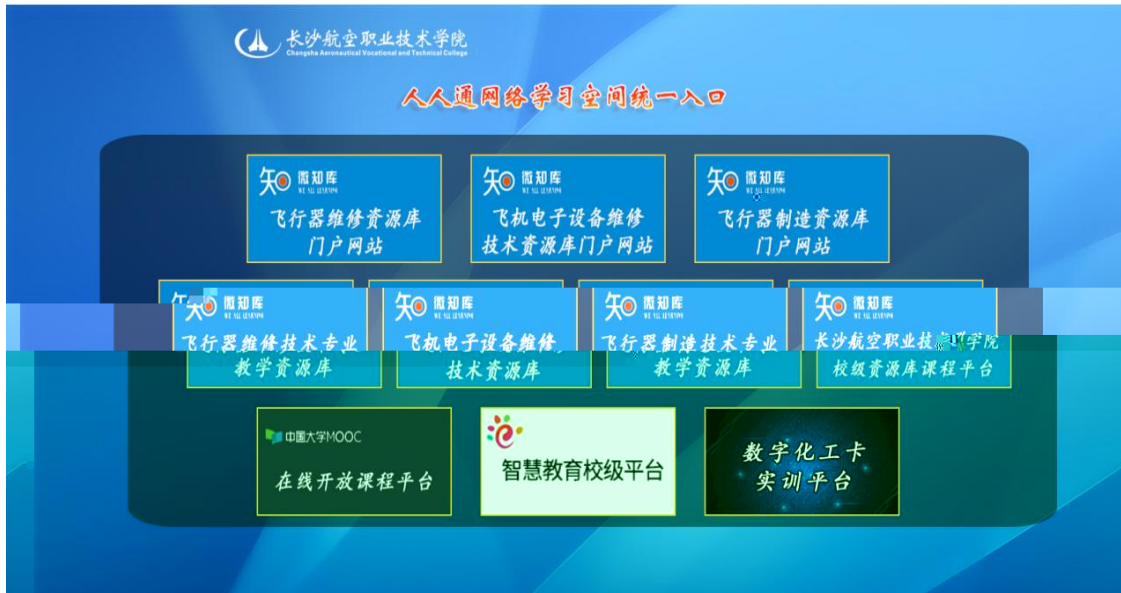 长沙航空职业技术学院
Changsha Aeronautical Vocational and Technical College
人人通网络学习空间统一入口
知 微知库
飞行器维修资源库
门户网站
知 微知库
飞机电子设备维修
技术资源库门户网站
知 微知库
飞行器制造资源库
门户网站
知 微知库
飞行器维修技术专业
教学资源库
知 微知库
飞机电子设备维修
技术资源库
知 微知库
飞行器制造技术专业
教学资源库
知 微知库
长沙航空职业技术学院
校级资源库课程平台
中国大学MOOC
在线开放课程平台
智慧教育校级平台
数字化工卡
实训平台